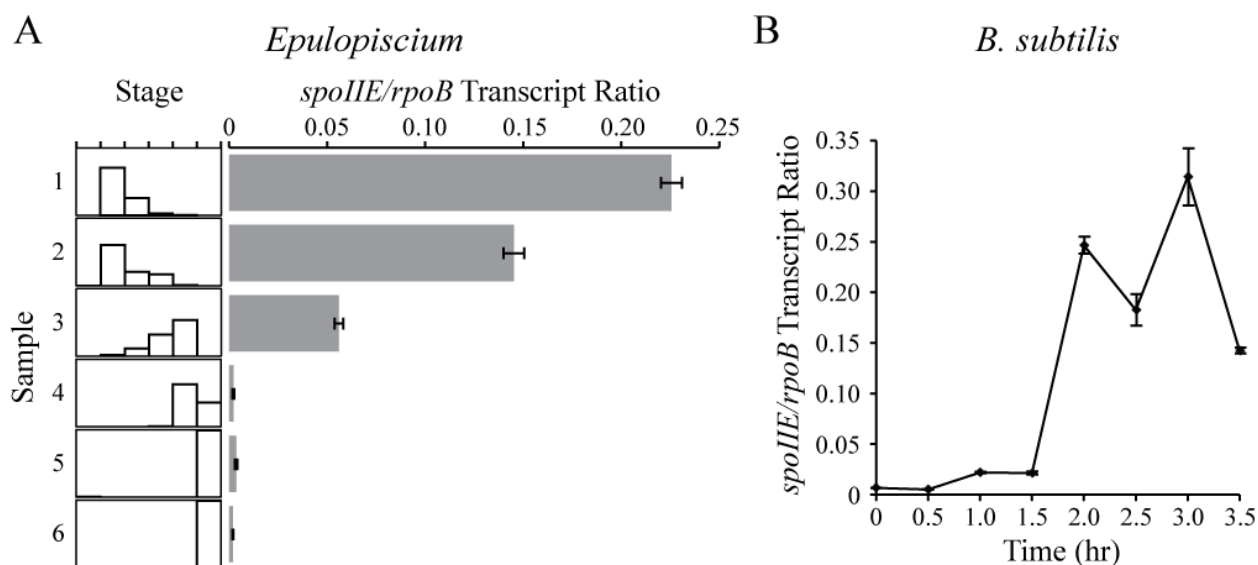 A
Epulopiscium
Stage
spoIIE/rpoB Transcript Ratio
0 0.05 0.10 0.15 0.20 0.25
Sample
1
2
3
4
5
6
B
B. subtilis
spoIIE/rpoB Transcript Ratio
0.35
0.30
0.25
0.20
0.15
0.10
0.05
0
0 0.5 1.0 1.5 2.0 2.5 3.0 3.5
Time (hr)